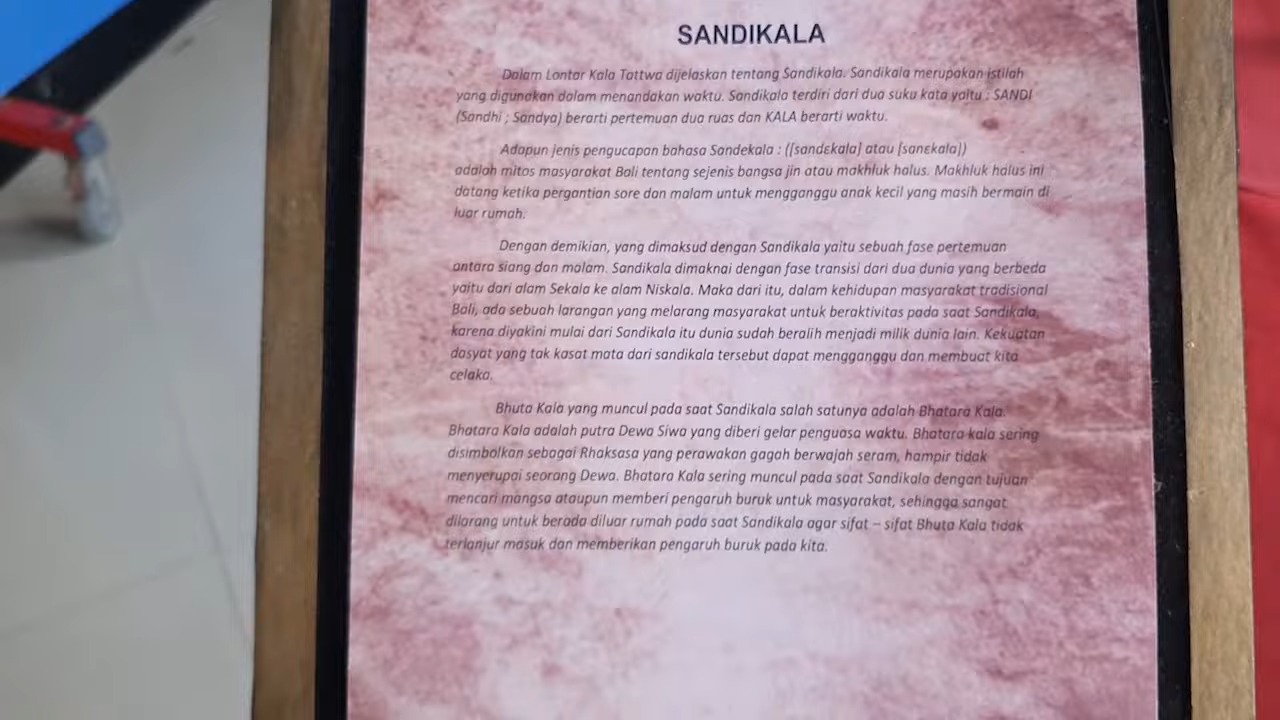 SANDIKALA
Dalam Lontar Kala Tattwa dijelaskan tentang Sandikala. Sandikala merupakan istilah
yang digunakan dalam menandakan waktu. Sandikala terdiri dari dua suku kata yaitu : SANDI
(Sandhi ; Sandya) berarti pertemuan dua ruas dan KALA berarti waktu.
Adapun jenis pengucapan bahasa Sandekala : ([sandɛkala] atau [sanɛkala])
adalah mitos masyarakat Bali tentang sejenis bangsa jin atau makhluk halus. Makhluk halus ini
datang ketika pergantian sore dan malam untuk mengganggu anak kecil yang masih bermain di
luar rumah.
Dengan demikian, yang dimaksud dengan Sandikala yaitu sebuah fase pertemuan
antara siang dan malam. Sandikala dimaknai dengan fase transisi dari dua dunia yang berbeda
yaitu dari alam Sekala ke alam Niskala. Maka dari itu, dalam kehidupan masyarakat tradisional
Bali, ada sebuah larangan yang melarang masyarakat untuk beraktivitas pada saat Sandikala,
karena diyakini mulai dari Sandikala itu dunia sudah beralih menjadi milik dunia lain. Kekuatan
dasyat yang tak kasat mata dari sandikala tersebut dapat mengganggu dan membuat kita
celaka.
Bhuta Kala yang muncul pada saat Sandikala salah satunya adalah Bhatara Kala.
Bhatara Kala adalah putra Dewa Siwa yang diberi gelar penguasa waktu. Bhatara kala sering
disimbolkan sebagai Rhaksasa yang perawakan gagah berwajah seram, hampir tidak
menyerupai seorang Dewa. Bhatara Kala sering muncul pada saat Sandikala dengan tujuan
mencari mangsa ataupun memberi pengaruh buruk untuk masyarakat, sehingga sangat
dilarang untuk berada diluar rumah pada saat Sandikala agar sifat – sifat Bhuta Kala tidak
terlanjur masuk dan memberikan pengaruh buruk pada kita.